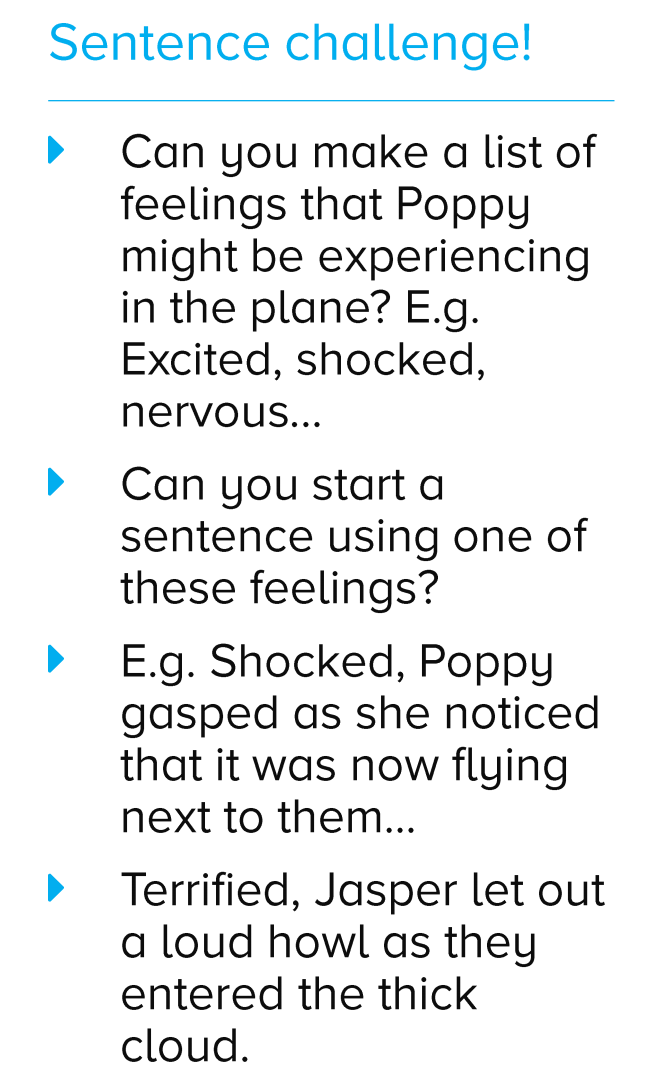 Sentence challenge!
Can you make a list of
feelings that Poppy
might be experiencing
in the plane? E.g.
Excited, shocked,
nervous...
Can you start a
sentence using one of
these feelings?
E.g. Shocked, Poppy
gasped as she noticed
that it was now flying
next to them...
Terrified, Jasper let out
a loud howl as they
entered the thick
cloud.